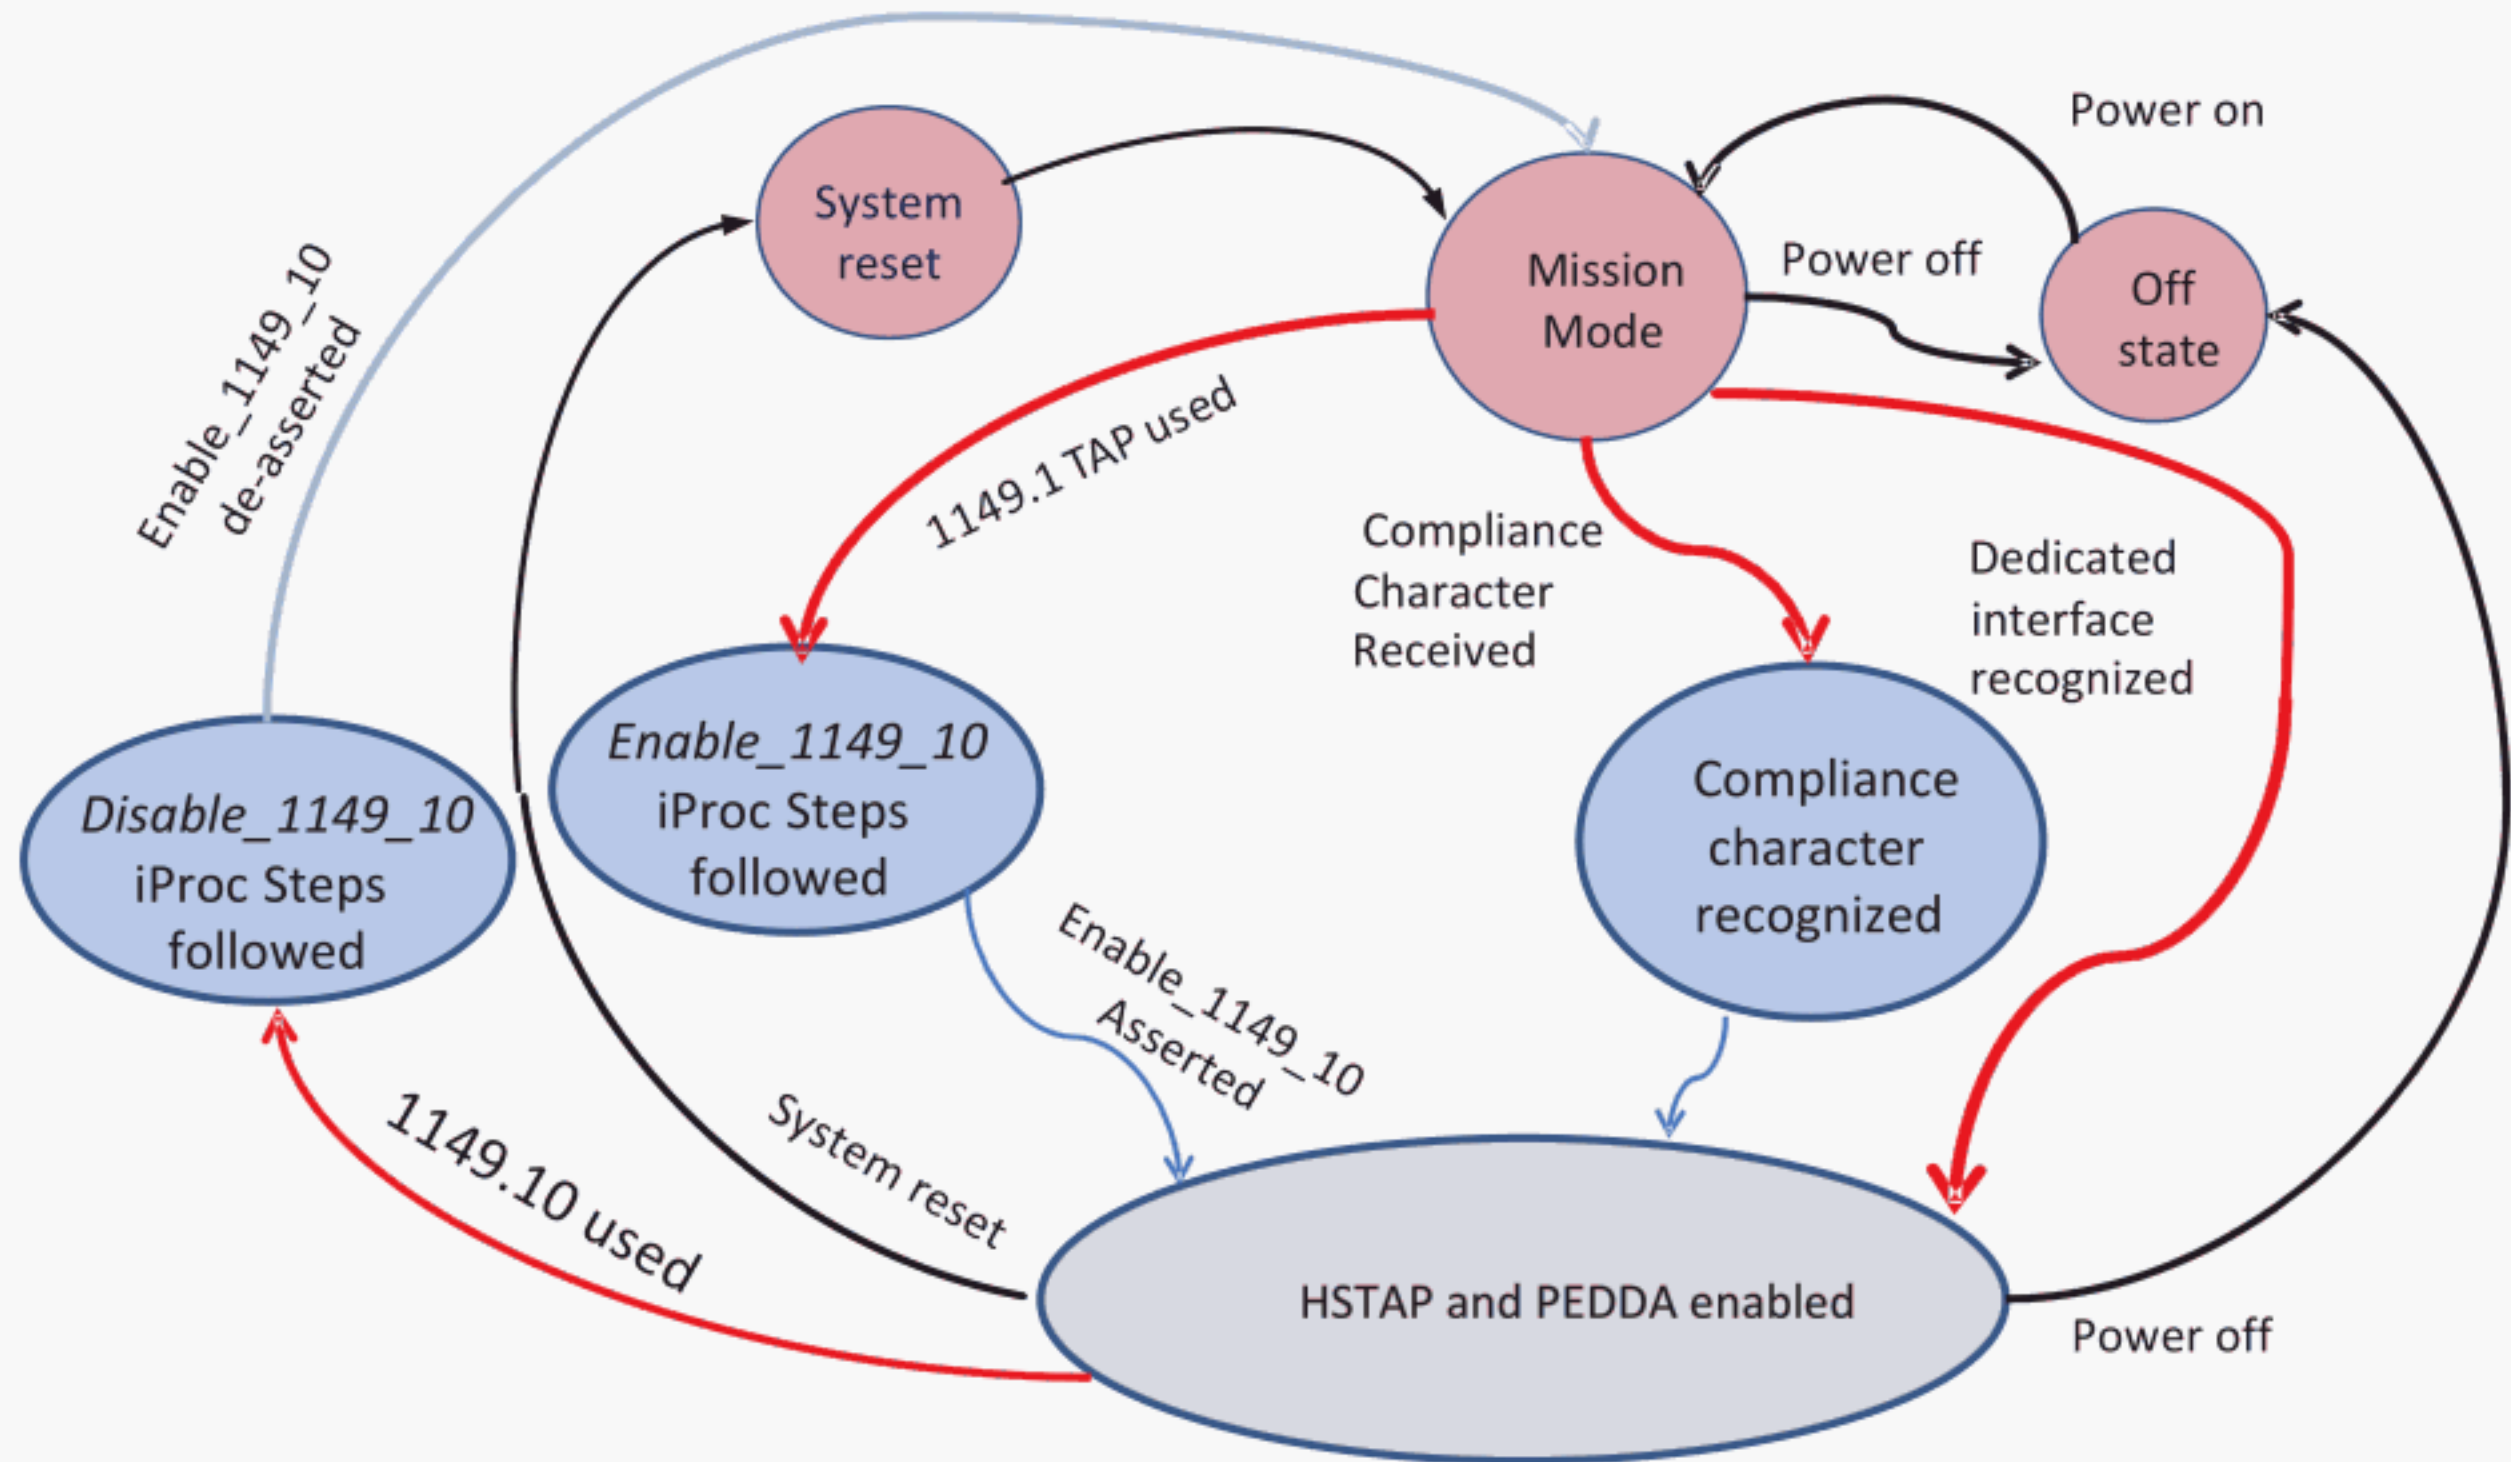 Power on
System
reset
Power off
Mission
Mode
Off
state
Enable_1149_10
de-asserted
1149.1 TAP used
Compliance
Character
Received
Dedicated
interface
recognized
Enable_1149_10
iProc Steps
followed
Disable_1149_10
iProc Steps
followed
Compliance
character
recognized
Enable_1149_10
Asserted
System reset
1149.10 used
HSTAP and PEDDA enabled
Power off